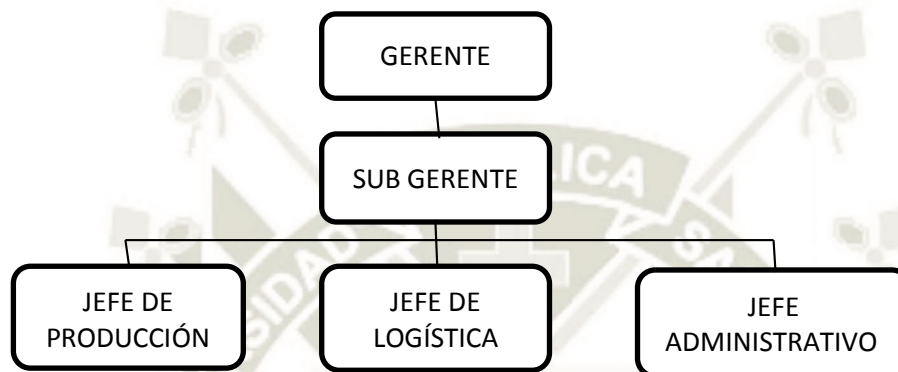 GERENTE
SUB GERENTE
JEFE DE
PRODUCCIÓN
JEFE DE
LOGÍSTICA
JEFE
ADMINISTRATIVO